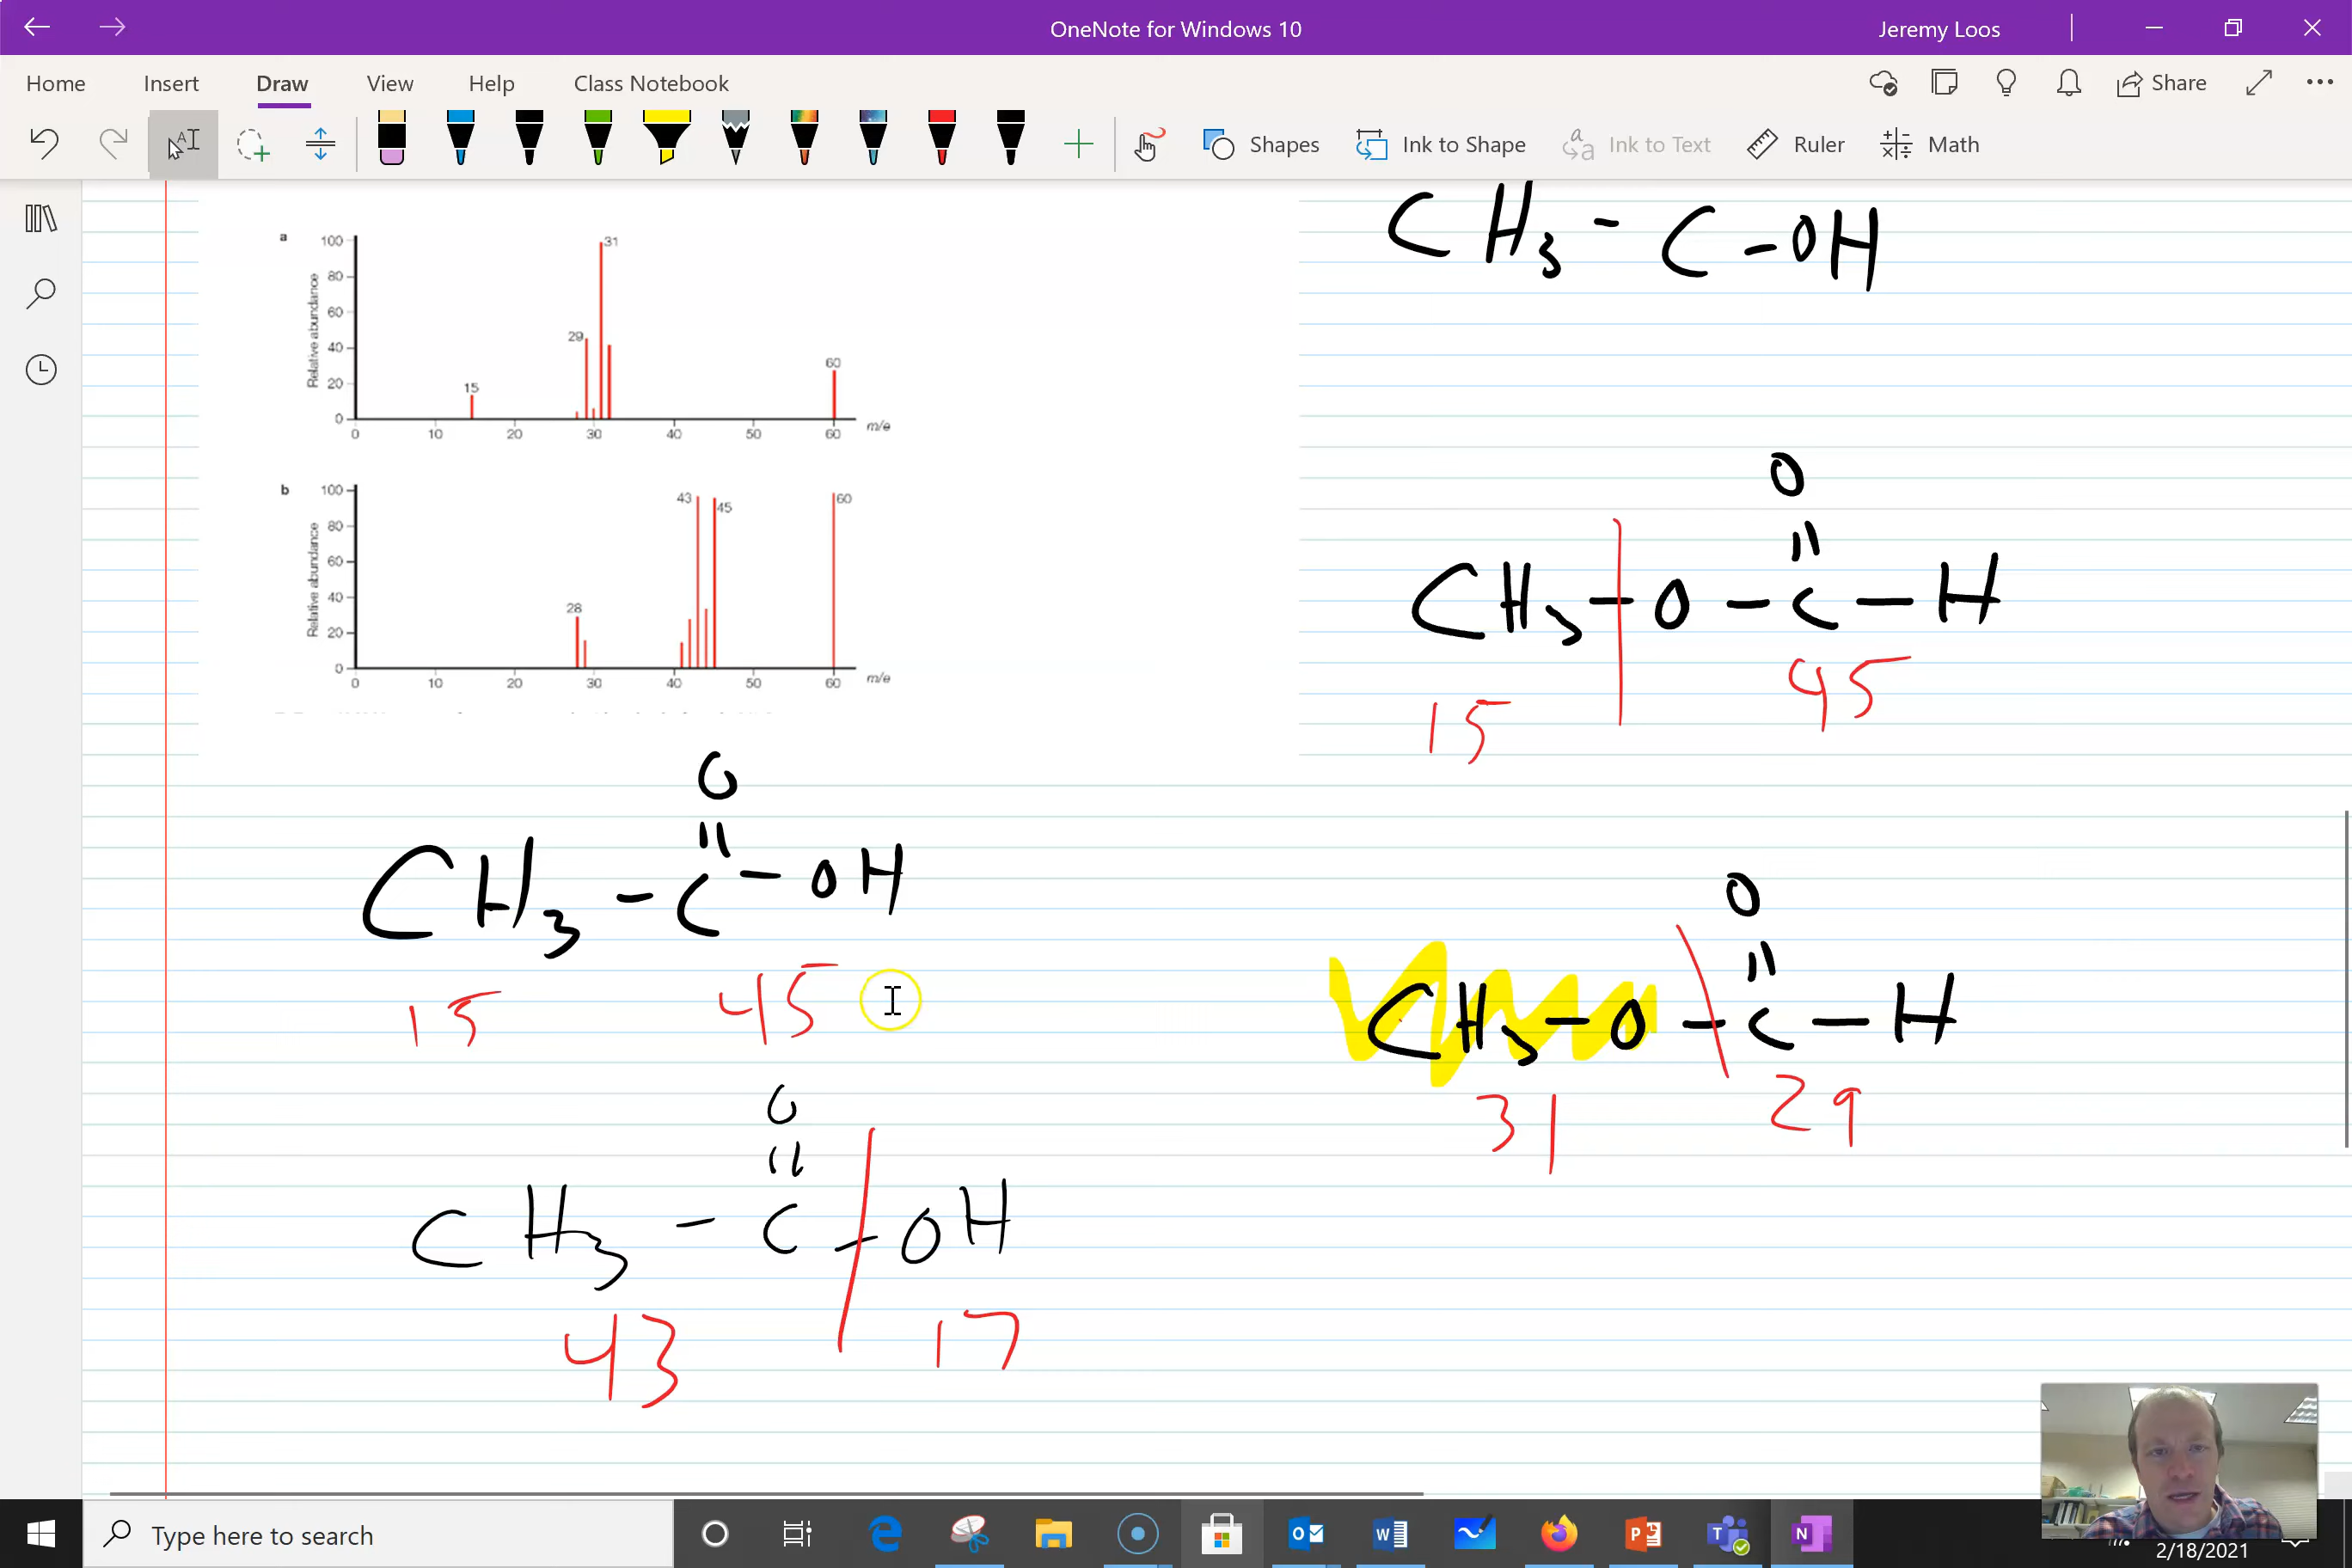 OneNote for Windows 10
Jeremy Loos
Home Insert Draw View Help Class Notebook
Share
Shapes Ink to Shape Ink to Text Ruler Math
CH3 - C - OH
a
Relative abundance
100
80
60
40
20
0
15
29
31
60
0 10 20 30 40 50 60 m/e
b
Relative abundance
100
80
60
40
20
0
28
43
45
60
0 10 20 30 40 50 60 m/e
O
CH3 - O - C - H
15 45
O
CH3 - C - OH
15 45
O
CH3 - O - C - H
31 29
O
CH3 - C - OH
43 17
Type here to search
2/18/2021